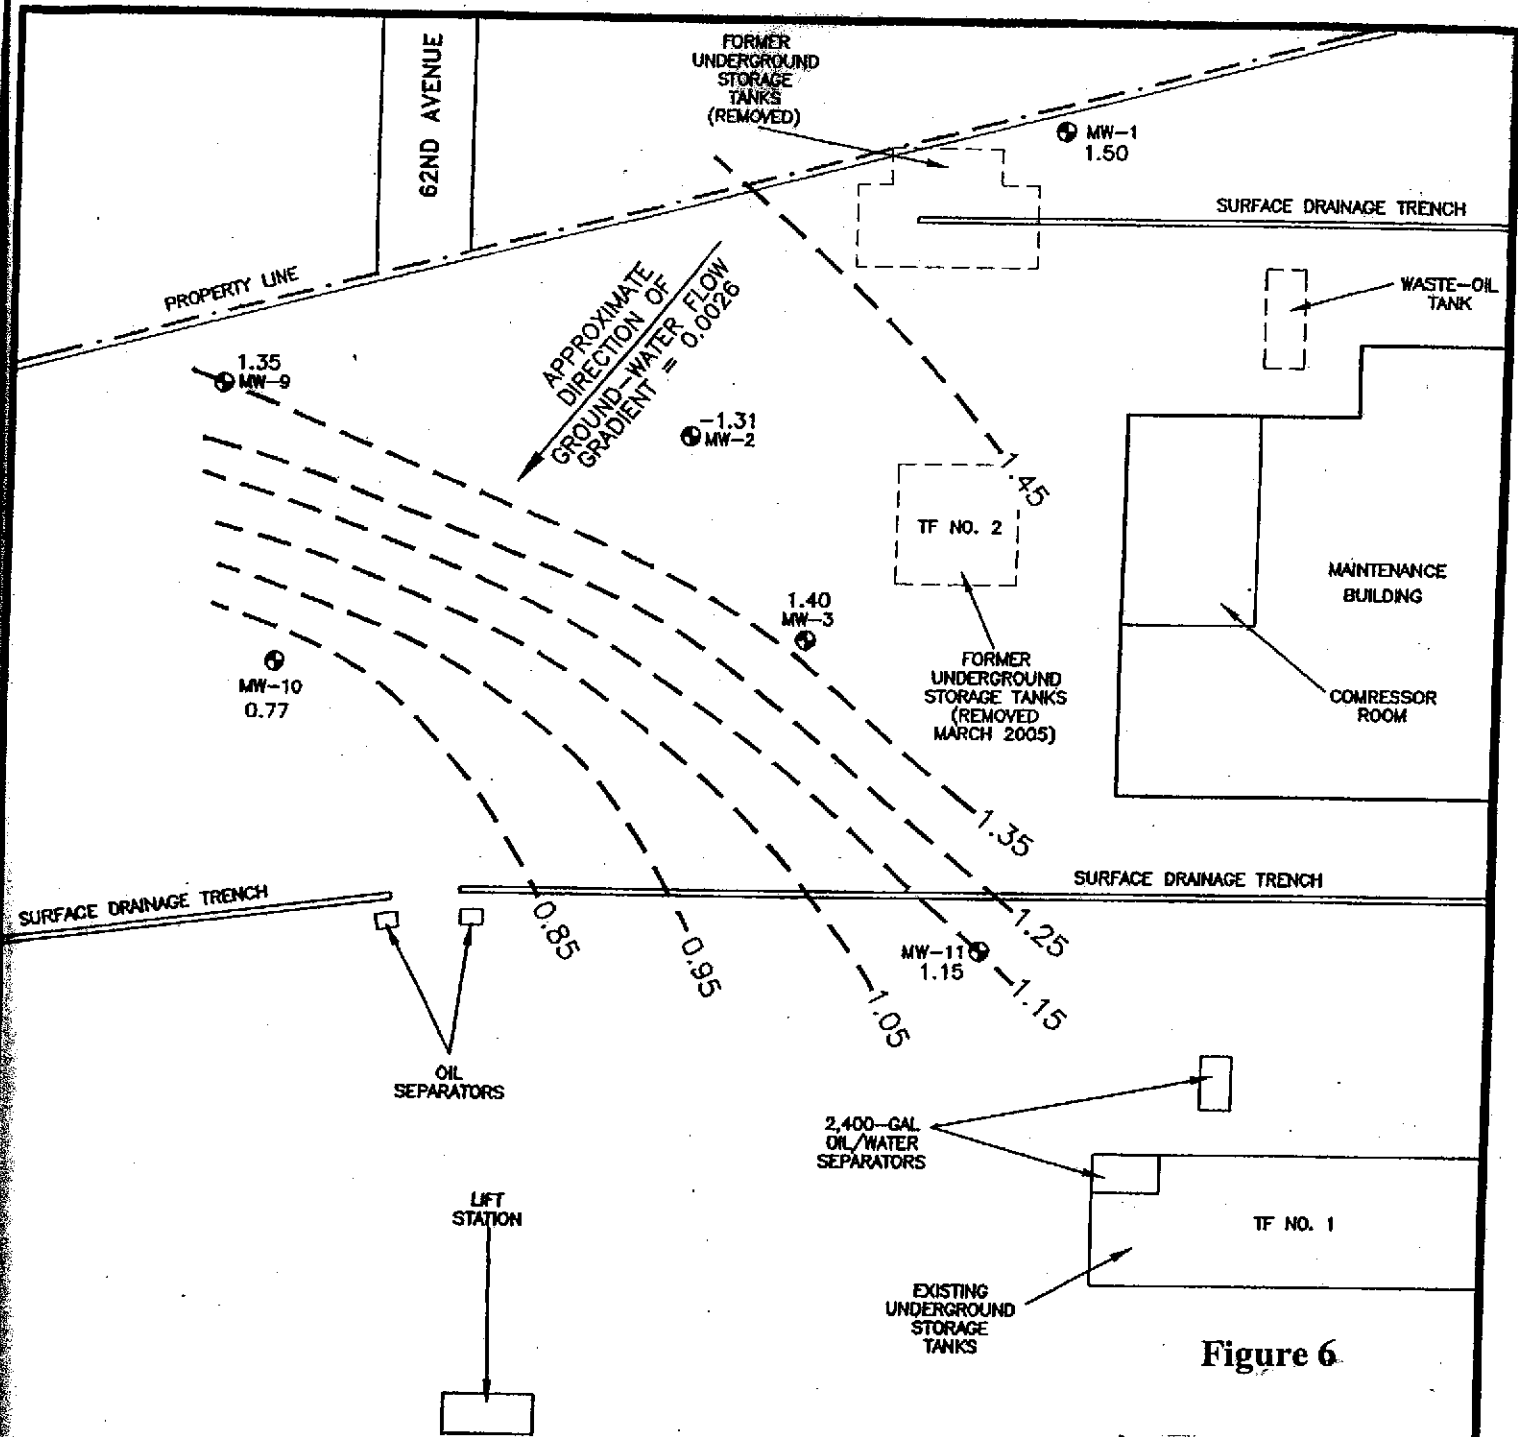 62ND AVENUE
FORMER
UNDERGROUND
STORAGE
TANKS
(REMOVED)
MW-1
1.50
SURFACE DRAINAGE TRENCH
PROPERTY LINE
WASTE-OIL
TANK
APPROXIMATE
DIRECTION OF
GROUND-WATER FLOW
GRADIENT = 0.0026
1.35
MW-9
-1.31
MW-2
1.45
TF NO. 2
MAINTENANCE
BUILDING
1.40
MW-3
FORMER
UNDERGROUND
STORAGE TANKS
(REMOVED
MARCH 2005)
COMRESSOR
ROOM
MW-10
0.77
1.35
SURFACE DRAINAGE TRENCH
SURFACE DRAINAGE TRENCH
0.85
0.95
1.05
1.25
1.15
MW-11
1.15
OIL
SEPARATORS
2,400-GAL
OIL/WATER
SEPARATORS
LIFT
STATION
TF NO. 1
EXISTING
UNDERGROUND
STORAGE
TANKS
Figure 6